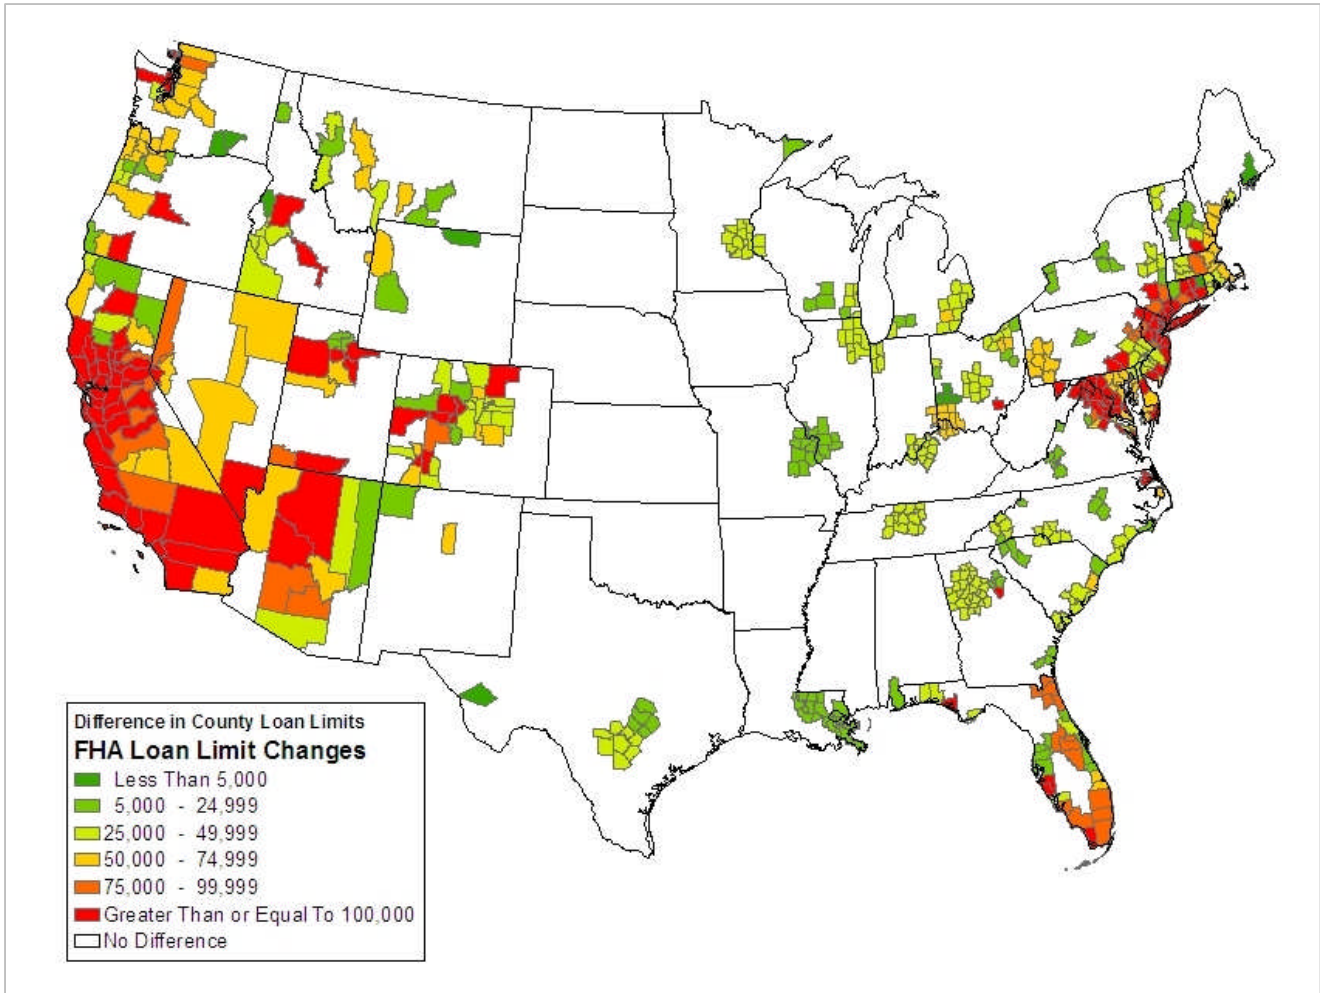 Difference in County Loan Limits
FHA Loan Limit Changes
Less Than 5,000
5,000 - 24,999
25,000 - 49,999
50,000 - 74,999
75,000 - 99,999
Greater Than or Equal To 100,000
No Difference